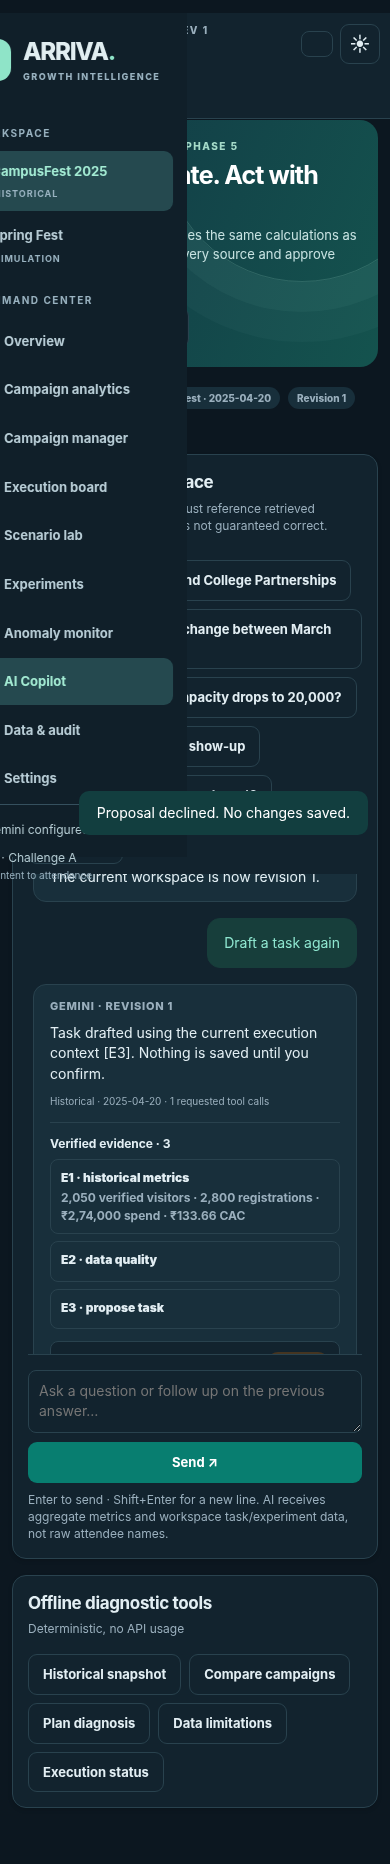 ARRIVA.
GROWTH INTELLIGENCE
KSPACE
ampusFest 2025
ISTORICAL
pring Fest
IMULATION
MAND CENTER
Overview
Campaign analytics
Campaign manager
Execution board
Scenario lab
Experiments
Anomaly monitor
AI Copilot
Data & audit
Settings
emini configure
· Challenge A
ntent to attendance
EV 1
PHASE 5
ate. Act with
es the same calculations as
very source and approve
est · 2025-04-20
Revision 1
ace
ust reference retrieved
s not guaranteed correct.
nd College Partnerships
change between March
pacity drops to 20,000?
show-up
Proposal declined. No changes saved.
The current workspace is now revision 1.
Draft a task again
GEMINI · REVISION 1
Task drafted using the current execution
context [E3]. Nothing is saved until you
confirm.
Historical · 2025-04-20 · 1 requested tool calls
Verified evidence · 3
E1 · historical metrics
2,050 verified visitors · 2,800 registrations ·
₹2,74,000 spend · ₹133.66 CAC
E2 · data quality
E3 · propose task
Ask a question or follow up on the previous
answer...
Send ↗
Enter to send · Shift+Enter for a new line. AI receives
aggregate metrics and workspace task/experiment data,
not raw attendee names.
Offline diagnostic tools
Deterministic, no API usage
Historical snapshot
Compare campaigns
Plan diagnosis
Data limitations
Execution status